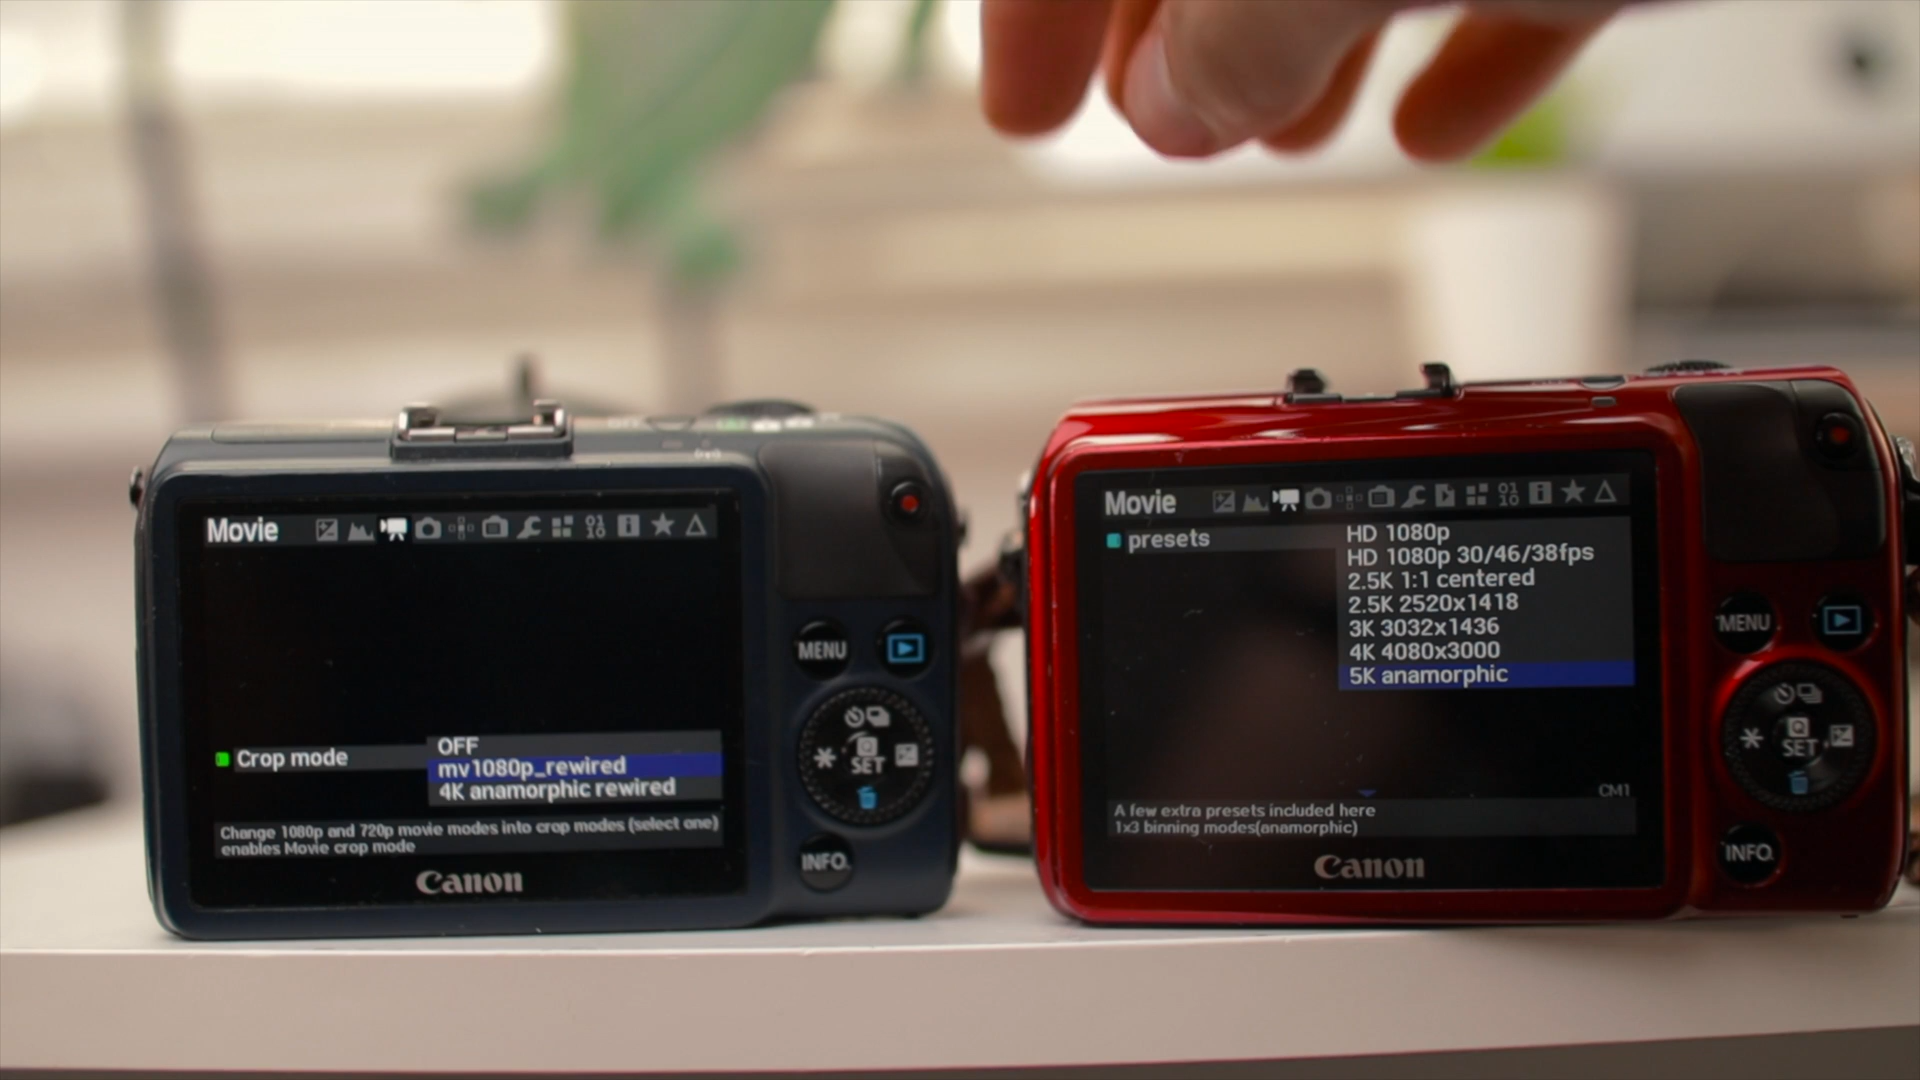 Movie
Crop mode
OFF
mv1080p_rewired
4K anamorphic rewired
Change 1080p and 720p movie modes into crop modes (select one)
enables Movie crop mode
Canon
MENU
SET
INFO.
Movie
presets
HD 1080p
HD 1080p 30/46/38fps
2.5K 1:1 centered
2.5K 2520x1418
3K 3032x1436
4K 4080x3000
5K anamorphic
CM1
A few extra presets included here
1x3 binning modes(anamorphic)
Canon
MENU
SET
INFO.